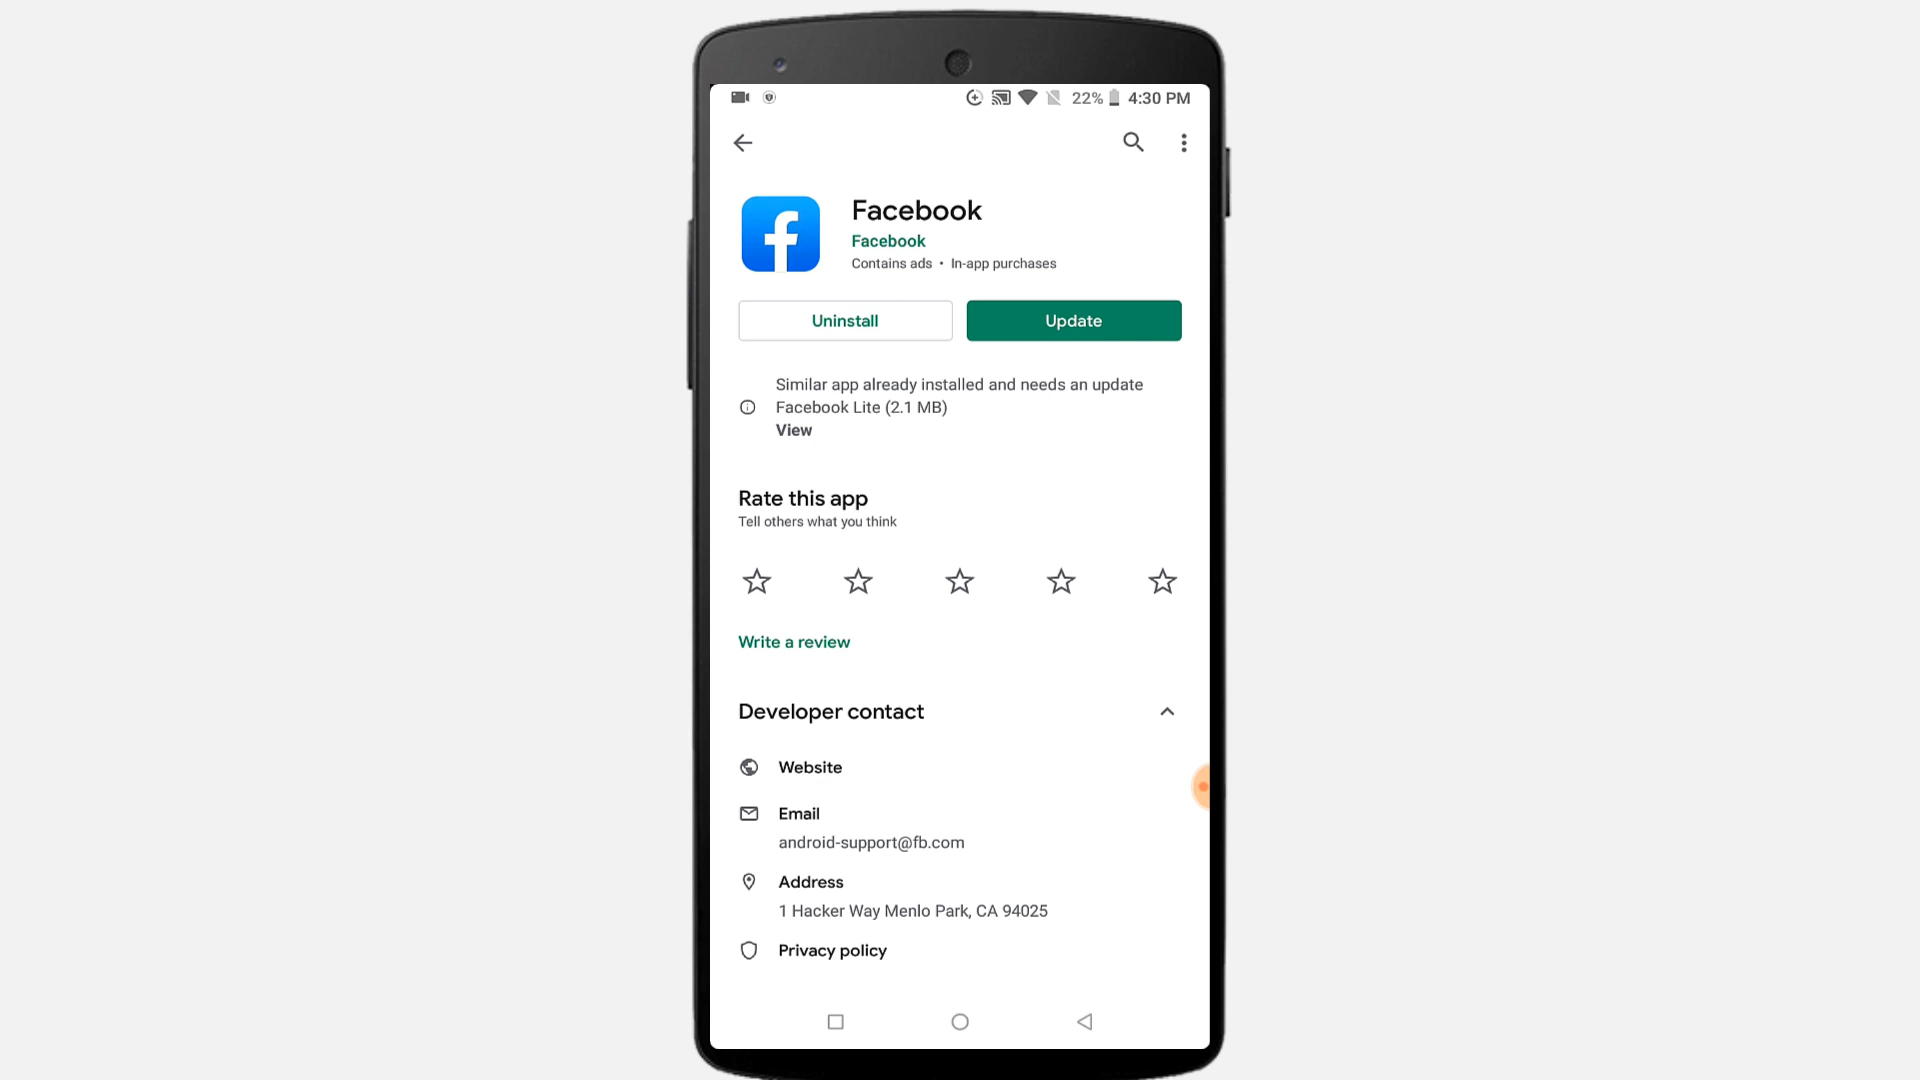 22% 4:30 PM
Facebook
Facebook
Contains ads • In-app purchases
Uninstall
Update
Similar app already installed and needs an update
Facebook Lite (2.1 MB)
View
Rate this app
Tell others what you think
Write a review
Developer contact
Website
Email
android-support@fb.com
Address
1 Hacker Way Menlo Park, CA 94025
Privacy policy